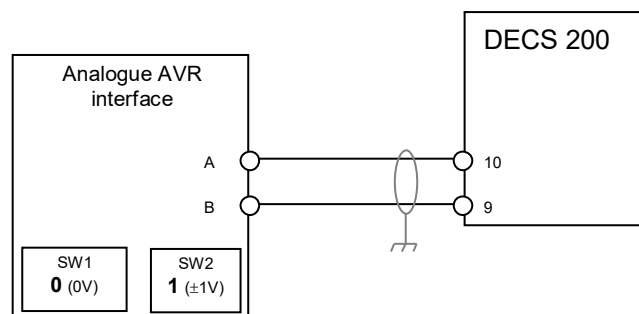 DECS 200
Analogue AVR
interface
A
10
B
9
SW1
0 (0V)
SW2
1 (±1V)